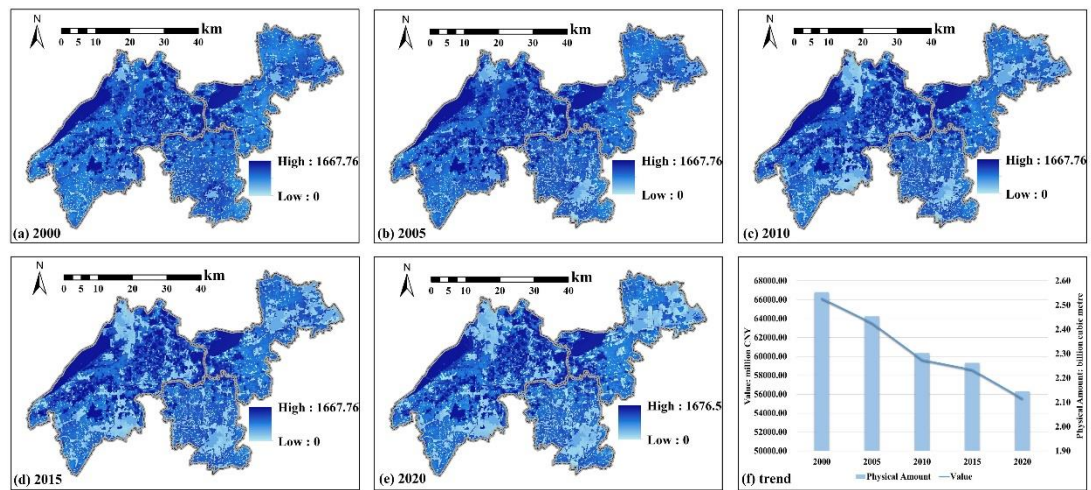 N
km
0 5 10 20 30 40
High : 1667.76
Low : 0
(a) 2000
N
km
0 5 10 20 30 40
High : 1667.76
Low : 0
(b) 2005
N
km
0 5 10 20 30 40
High : 1667.76
Low : 0
(c) 2010
N
km
0 5 10 20 30 40
High : 1667.76
Low : 0
(d) 2015
N
km
0 5 10 20 30 40
High : 1676.5
Low : 0
(e) 2020
Value: million CNY
68000.00
66000.00
64000.00
62000.00
60000.00
58000.00
56000.00
54000.00
52000.00
50000.00
2.60
2.50
2.40
2.30
2.20
2.10
2.00
1.90
Physical Amount: billion cubic metre
2000 2005 2010 2015 2020
(f) trend
Physical Amount Value